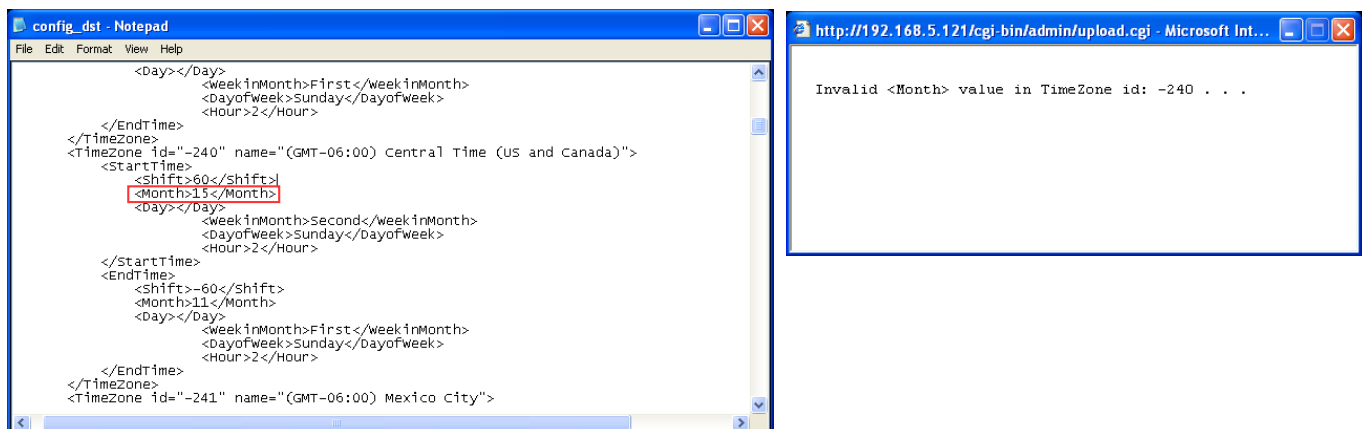 config_dst - Notepad
File Edit Format View Help
<Day></Day>
<WeekinMonth>First</WeekinMonth>
<DayofWeek>Sunday</DayofWeek>
<Hour>2</Hour>
</EndTime>
</TimeZone>
<TimeZone id="-240" name="(GMT-06:00) Central Time (US and Canada)">
<StartTime>
<Shift>60</Shift>
<Month>15</Month>
<Day></Day>
<WeekinMonth>Second</WeekinMonth>
<DayofWeek>Sunday</DayofWeek>
<Hour>2</Hour>
</StartTime>
<EndTime>
<Shift>-60</Shift>
<Month>11</Month>
<Day></Day>
<WeekinMonth>First</WeekinMonth>
<DayofWeek>Sunday</DayofWeek>
<Hour>2</Hour>
</EndTime>
</TimeZone>
<TimeZone id="-241" name="(GMT-06:00) Mexico City">
http://192.168.5.121/cgi-bin/admin/upload.cgi - Microsoft Int...
Invalid <Month> value in TimeZone id: -240 . . .